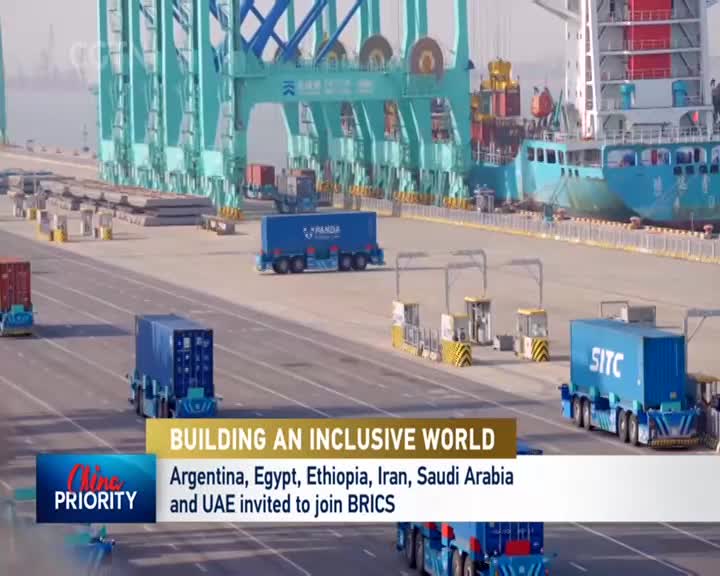 CGTN
PANDA
SITC
BUILDING AN INCLUSIVE WORLD
China
PRIORITY
Argentina, Egypt, Ethiopia, Iran, Saudi Arabia
and UAE invited to join BRICS